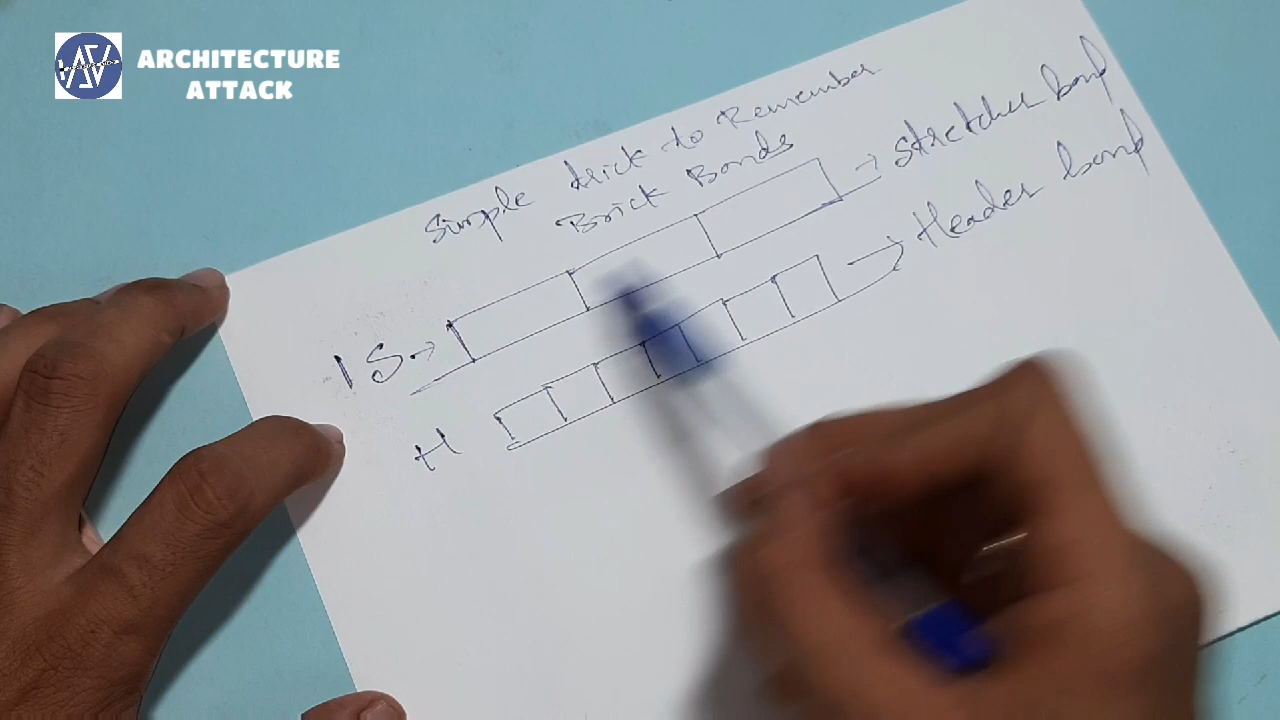 ARCHITECTURE
ATTACK
Simple trick to Remember
Brick Bonds
1 S → → Stretcher bond
H → Header bond